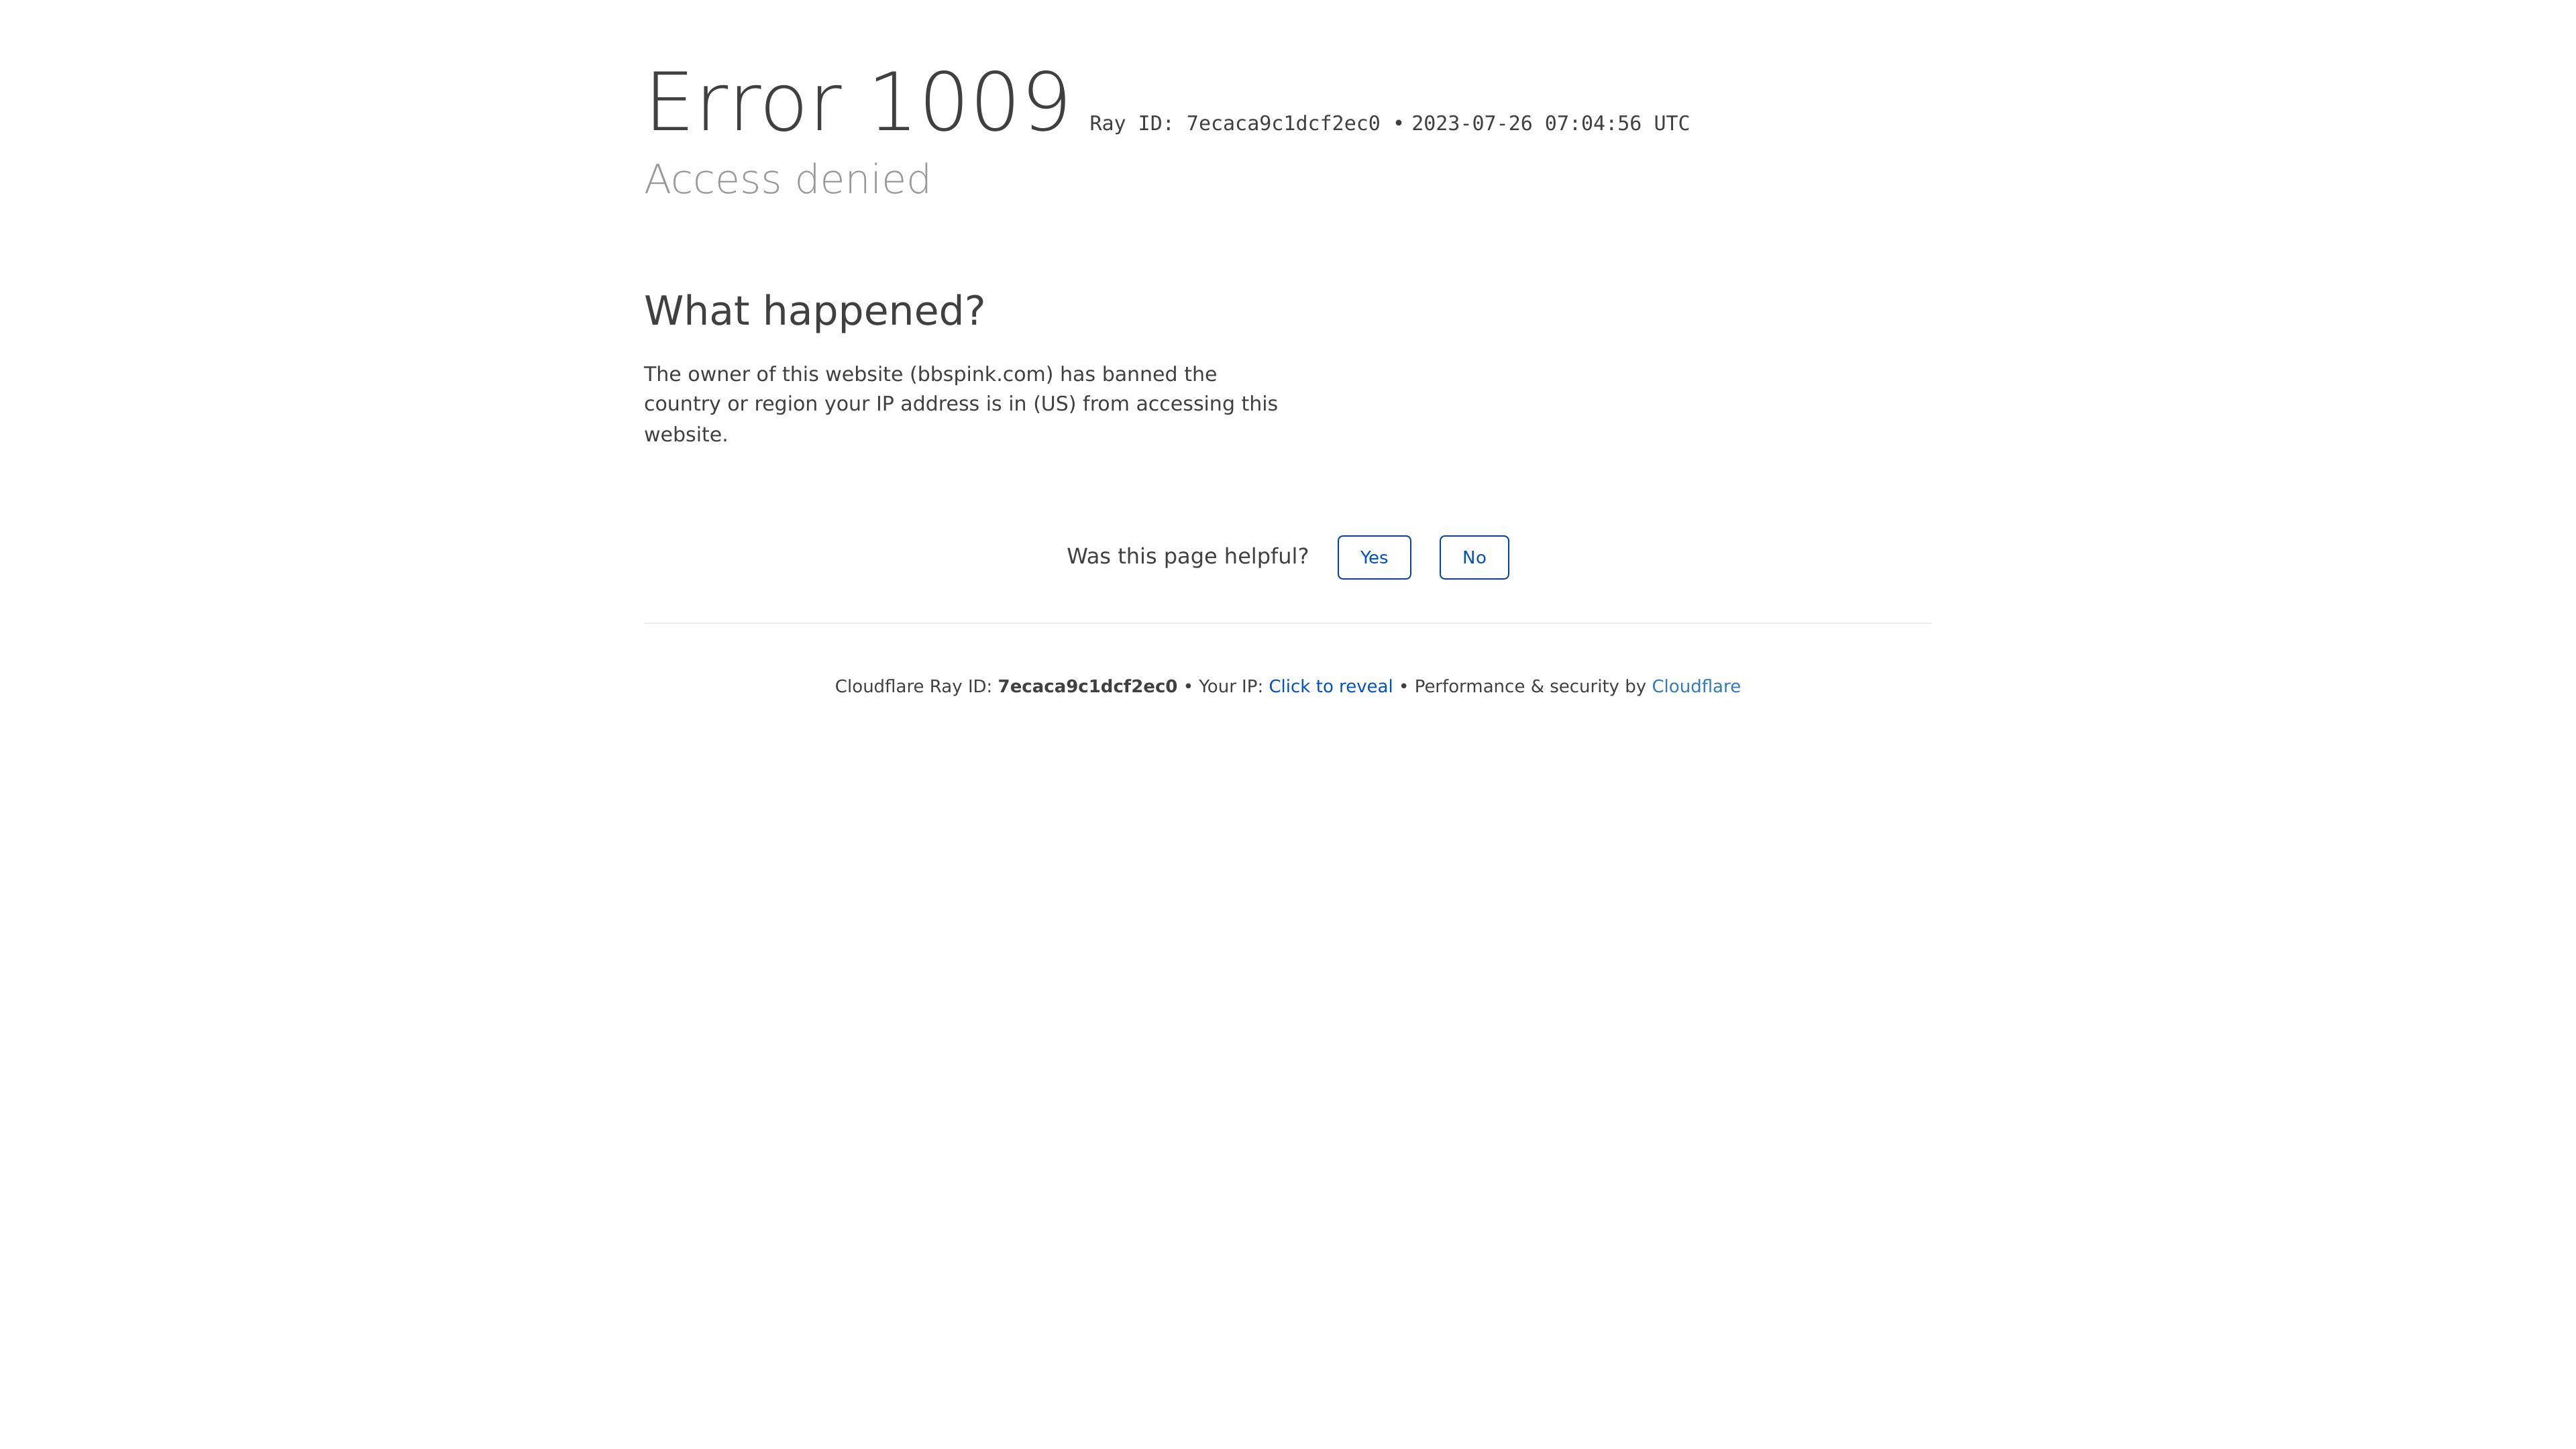 Error 1009 Ray ID: 7ecaca9c1dcf2ec0 • 2023-07-26 07:04:56 UTC
Access denied
What happened?
The owner of this website (bbspink.com) has banned the
country or region your IP address is in (US) from accessing this
website.
Was this page helpful? Yes No
Cloudflare Ray ID: 7ecaca9c1dcf2ec0 • Your IP: Click to reveal • Performance & security by Cloudflare